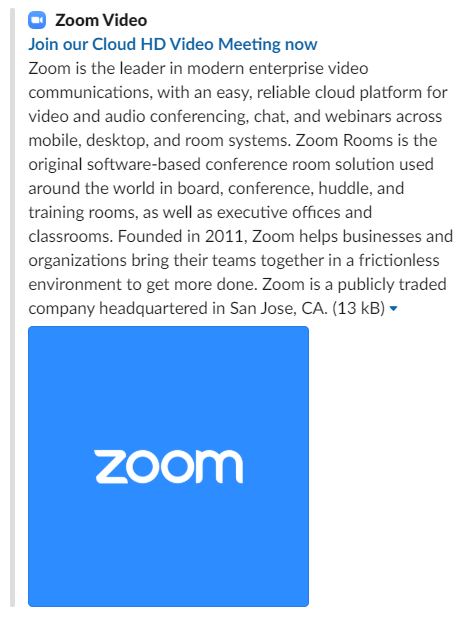 Zoom Video
Join our Cloud HD Video Meeting now
Zoom is the leader in modern enterprise video
communications, with an easy, reliable cloud platform for
video and audio conferencing, chat, and webinars across
mobile, desktop, and room systems. Zoom Rooms is the
original software-based conference room solution used
around the world in board, conference, huddle, and
training rooms, as well as executive offices and
classrooms. Founded in 2011, Zoom helps businesses and
organizations bring their teams together in a frictionless
environment to get more done. Zoom is a publicly traded
company headquartered in San Jose, CA. (13 kB)
zoom